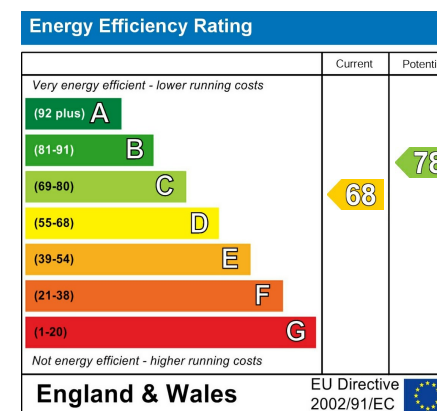 Energy Efficiency Rating
Current Potenti
Very energy efficient - lower running costs
(92 plus) A
(81-91) B
(69-80) C
(55-68) D
(39-54) E
(21-38) F
(1-20) G
68
78
Not energy efficient - higher running costs
England & Wales
EU Directive
2002/91/EC